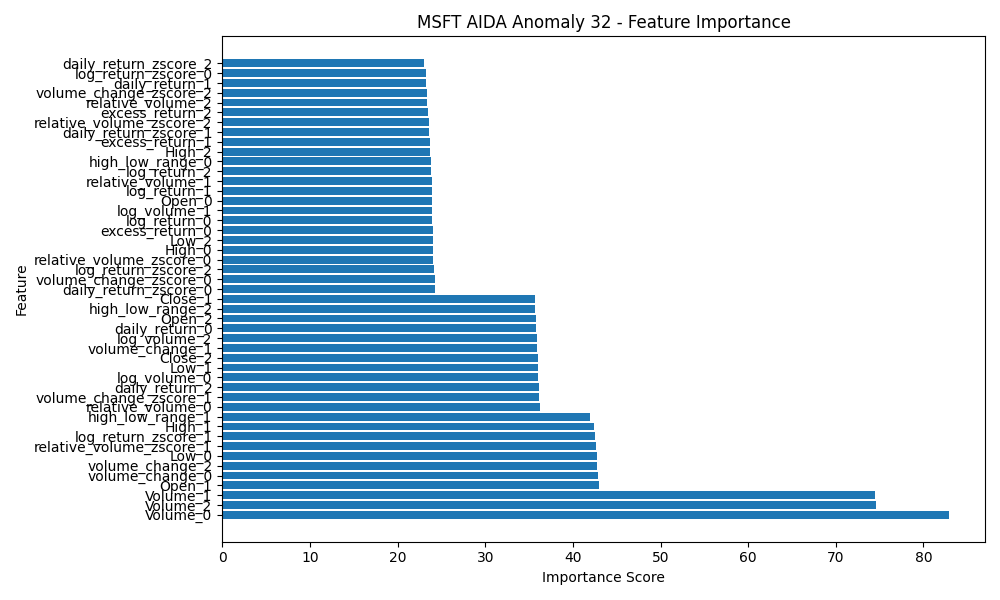 MSFT AIDA Anomaly 32 - Feature Importance
daily_return_zscore_2
log_return_zscore_0
daily_return_1
volume_change_zscore_2
relative_volume_2
excess_return_2
relative_volume_zscore_2
daily_return_zscore_1
excess_return_1
High_2
high_low_range_0
log_return_2
relative_volume_1
log_return_1
Open_0
log_volume_1
log_return_0
excess_return_0
Low_2
High_0
relative_volume_zscore_0
log_return_zscore_2
volume_change_zscore_0
daily_return_zscore_0
Close_1
high_low_range_2
Open_2
daily_return_0
log_volume_2
volume_change_1
Close_2
Low_1
log_volume_0
daily_return_2
volume_change_zscore_1
relative_volume_0
high_low_range_1
High_1
log_return_zscore_1
relative_volume_zscore_1
Low_0
volume_change_2
volume_change_0
Open_1
Volume_1
Volume_2
Volume_0
Feature
0 10 20 30 40 50 60 70 80
Importance Score